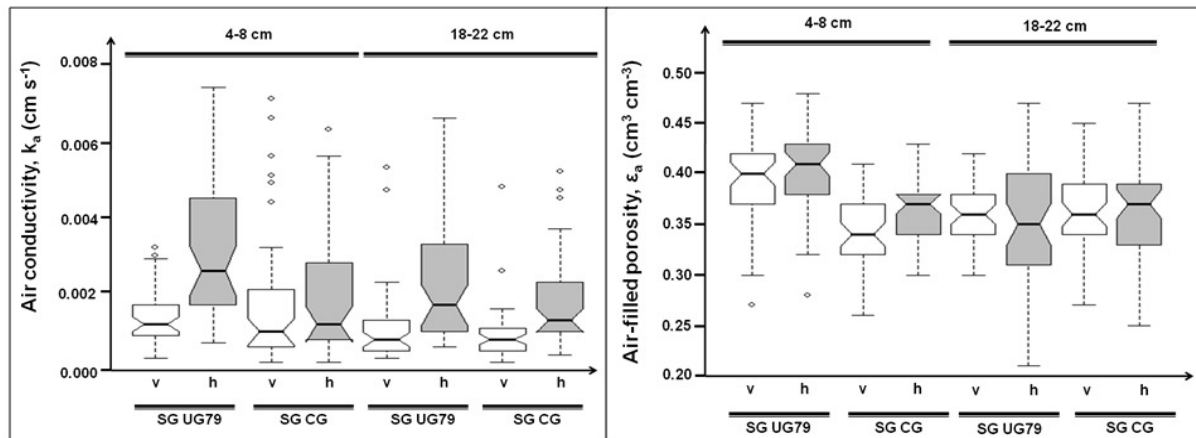 4-8 cm
18-22 cm
Air conductivity, kₐ (cm s⁻¹)
0.008
0.006
0.004
0.002
0.000
v h v h v h v h
SG UG79 SG CG SG UG79 SG CG
4-8 cm
18-22 cm
Air-filled porosity, εₐ (cm³ cm⁻³)
0.50
0.45
0.40
0.35
0.30
0.25
0.20
v h v h v h v h
SG UG79 SG CG SG UG79 SG CG